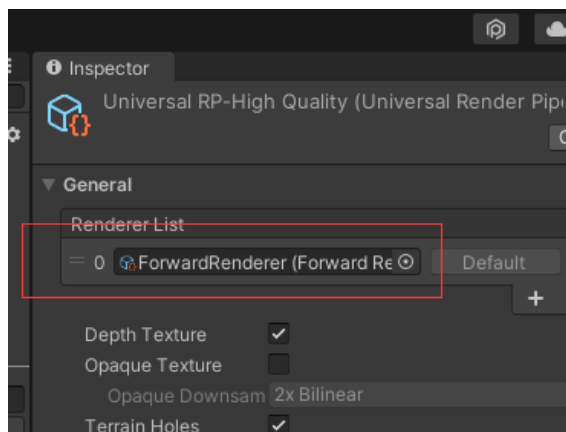 Inspector
Universal RP-High Quality (Universal Render Pip
General
Renderer List
0 ForwardRenderer (Forward Re
Default
+
Depth Texture
Opaque Texture
Opaque Downsam 2x Bilinear
Terrain Holes